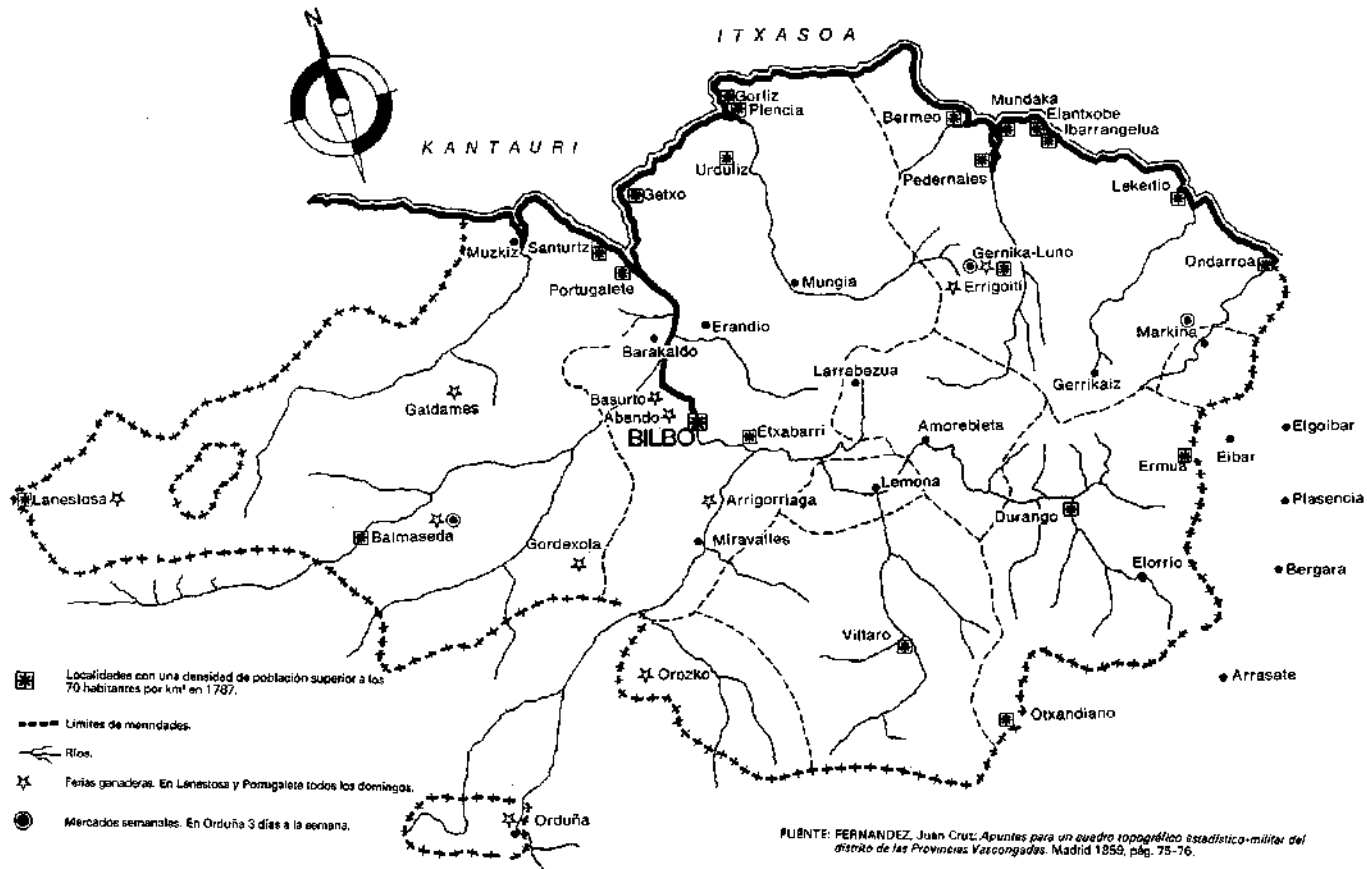 N
ITXASOA
KANTAURI
Gorliz
Plencia
Urduliz
Getxo
Bermeo
Mundaka
Elantxobe
Ibarrangelua
Pedernales
Lekeitio
Ondarroa
Muzkiz
Santurtzi
Portugalete
Mungia
Gernika-Luno
Errigoiti
Erandio
Barakaldo
Markina
Larrabezua
Gerrikaiz
Galdames
Basurto
Abando
BILBO
Etxabarri
Amorebieta
Elgoibar
Eibar
Ermua
Lanestosa
Arrigorriaga
Lemona
Plasencia
Durango
Balmaseda
Gordexola
Miravalles
Elorrio
Bergara
Villaro
Orozko
Arrasate
Otxandiano
Orduña
Localidades con una densidad de población superior a los
70 habitantes por km² en 1787.
Limites de merindades.
Ríos.
Ferias ganaderas. En Lanestosa y Portugalete todos los domingos.
Mercados semanales. En Orduña 3 días a la semana.
FUENTE: FERNANDEZ, Juan Cruz: Apuntes para un cuadro topográfico estadístico-militar del
distrito de las Provincias Vascongadas. Madrid 1859, pág. 75-76.